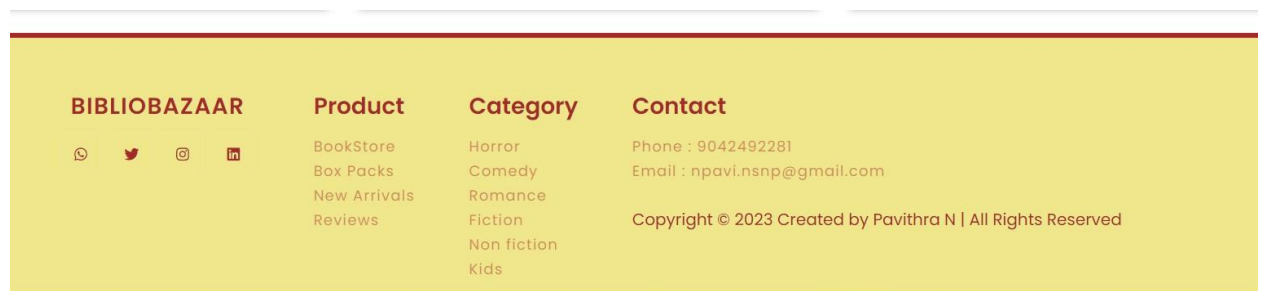 BIBLIOBAZAAR
Product
BookStore
Box Packs
New Arrivals
Reviews
Category
Horror
Comedy
Romance
Fiction
Non fiction
Kids
Contact
Phone : 9042492281
Email : npavi.nsnp@gmail.com
Copyright © 2023 Created by Pavithra N | All Rights Reserved